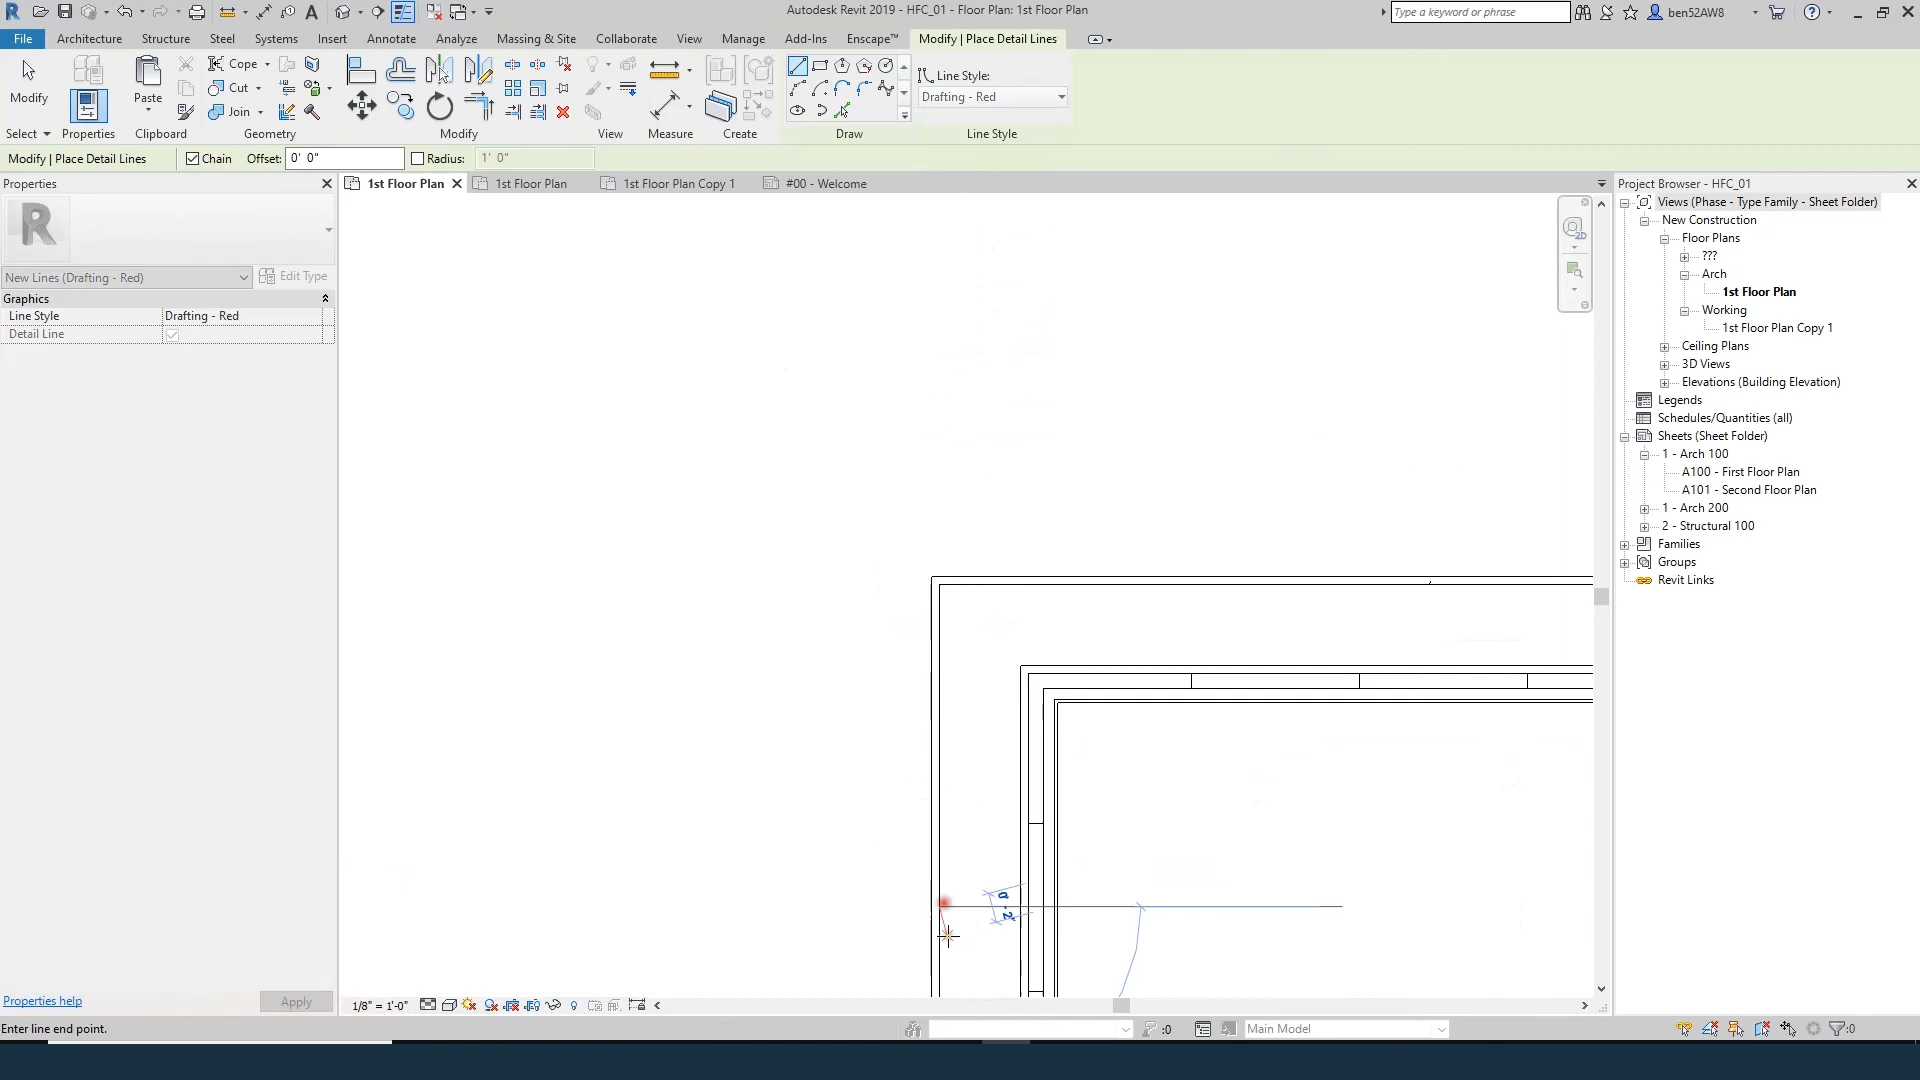 Autodesk Revit 2019 - HFC_01 - Floor Plan: 1st Floor Plan
Type a keyword or phrase
ben52AW8
File Architecture Structure Steel Systems Insert Annotate Analyze Massing & Site Collaborate View Manage Add-Ins Enscape™ Modify | Place Detail Lines
Cope
Line Style:
Modify
Paste
Cut
Drafting - Red
Join
Select Properties Clipboard Geometry Modify View Measure Create Draw Line Style
Modify | Place Detail Lines Chain Offset: 0' 0" Radius: 1' 0"
Properties
1st Floor Plan
1st Floor Plan
1st Floor Plan Copy 1
#00 - Welcome
2D
New Lines (Drafting - Red)
Edit Type
Graphics
Line Style Drafting - Red
Detail Line
Project Browser - HFC_01
Views (Phase - Type Family - Sheet Folder)
New Construction
Floor Plans
???
Arch
1st Floor Plan
Working
1st Floor Plan Copy 1
Ceiling Plans
3D Views
Elevations (Building Elevation)
Legends
Schedules/Quantities (all)
Sheets (Sheet Folder)
1 - Arch 100
A100 - First Floor Plan
A101 - Second Floor Plan
1 - Arch 200
2 - Structural 100
Families
Groups
Revit Links
Properties help
Apply
1/8" = 1'-0"
Enter line end point.
:0
Main Model
:0